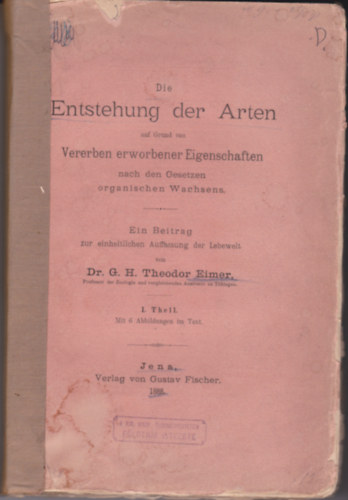 D.
Die
Entstehung der Arten
auf Grund von
Vererben erworbener Eigenschaften
nach den Gesetzen
organischen Wachsens.
Ein Beitrag
zur einheitlichen Auffassung der Lebewelt
von
Dr. G. H. Theodor Eimer,
Professor der Zoologie und vergleichenden Anatomie zu Tübingen.
I. Theil.
Mit 6 Abbildungen im Text.
Jena,
Verlag von Gustav Fischer.
1888.